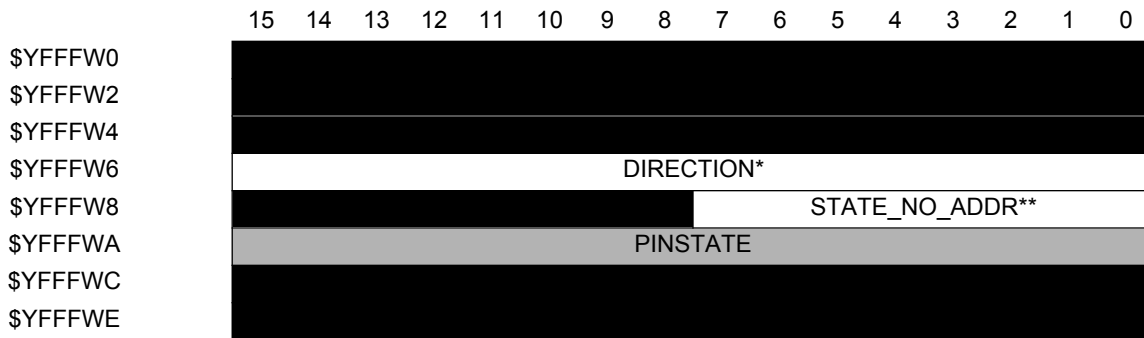 15 14 13 12 11 10 9 8 7 6 5 4 3 2 1 0
$YFFFW0
$YFFFW2
$YFFFW4
$YFFFW6 DIRECTION*
$YFFFW8 STATE_NO_ADDR**
$YFFFWA PINSTATE
$YFFFWC
$YFFFWE